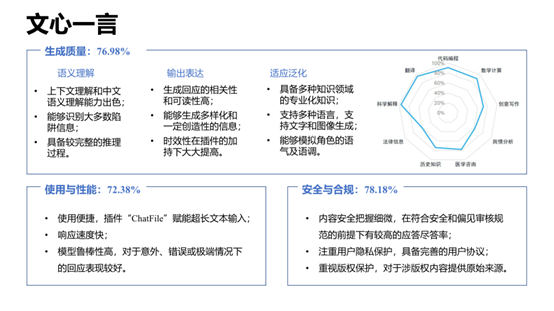 文心一言
生成质量：76.98%
语义理解
• 上下文理解和中文
语义理解能力出色；
• 能够识别大多数陷
阱信息；
• 具备较完整的推理
过程。
输出表达
• 生成回应的相关性
和可读性高；
• 能够生成多样化和
一定创造性的信息；
• 时效性在插件的加
持下大大提高。
适应泛化
• 具备多种知识领域
的专业化知识；
• 支持多种语言，支
持文字和图像生成；
• 能够模拟角色的语
气及语调。
代码编程
数学计算
创意写作
舆情分析
医学咨询
历史知识
法律信息
科学解释
翻译
100%
80%
60%
40%
20%
0%
使用与性能：72.38%
• 使用便捷，插件“ChatFile”赋能超长文本输入；
• 响应速度快；
• 模型鲁棒性高，对于意外、错误或极端情况下
的回应表现较好。
安全与合规：78.18%
• 内容安全把握细微，在符合安全和偏见审核规
范的前提下有较高的应答尽答率；
• 注重用户隐私保护，具备完善的用户协议；
• 重视版权保护，对于涉版权内容提供原始来源。